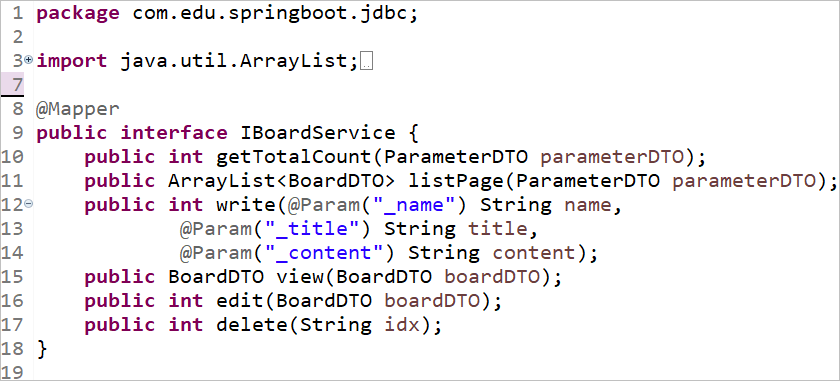 1 package com.edu.springboot.jdbc;
2
3 import java.util.ArrayList;
7
8 @Mapper
9 public interface IBoardService {
10 public int getTotalCount(ParameterDTO parameterDTO);
11 public ArrayList<BoardDTO> listPage(ParameterDTO parameterDTO);
12 public int write(@Param("_name") String name,
13 @Param("_title") String title,
14 @Param("_content") String content);
15 public BoardDTO view(BoardDTO boardDTO);
16 public int edit(BoardDTO boardDTO);
17 public int delete(String idx);
18 }
19